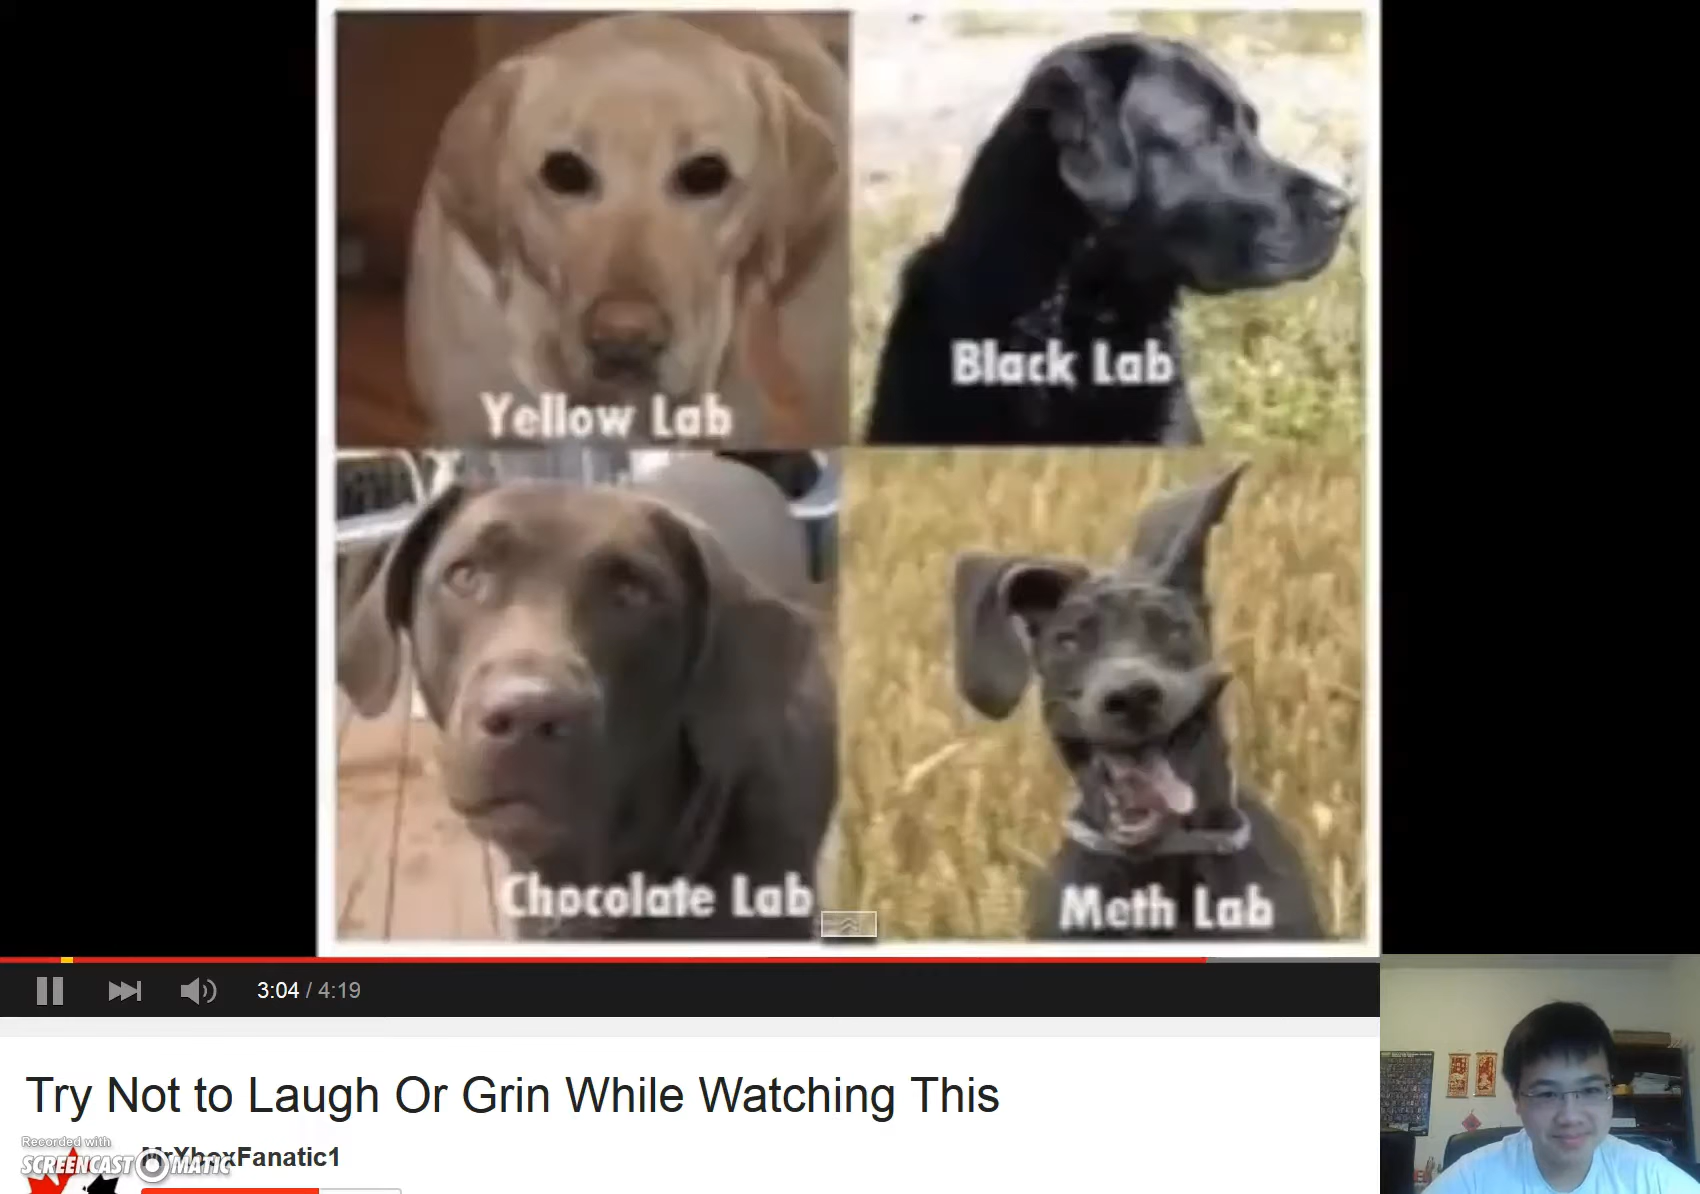 Yellow Lab
Black Lab
Chocolate Lab
Meth Lab
3:04 / 4:19
Try Not to Laugh Or Grin While Watching This
MrXboxFanatic1
Recorded with
SCREENCAST-O-MATIC